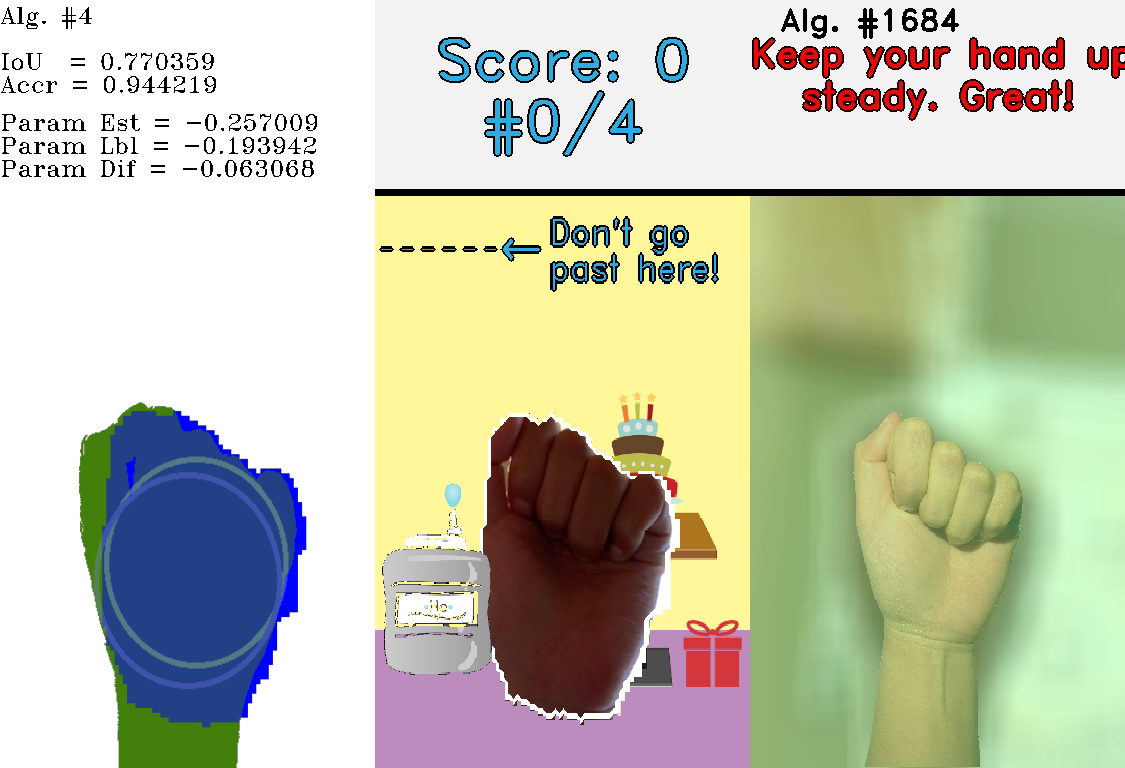 Alg. #4
IoU = 0.770359
Accr = 0.944219
Param Est = −0.257009
Param Lbl = −0.193942
Param Dif = −0.063068
Score: 0
#0/4
Alg. #1684
Keep your hand up
steady. Great!
Don't go
past here!